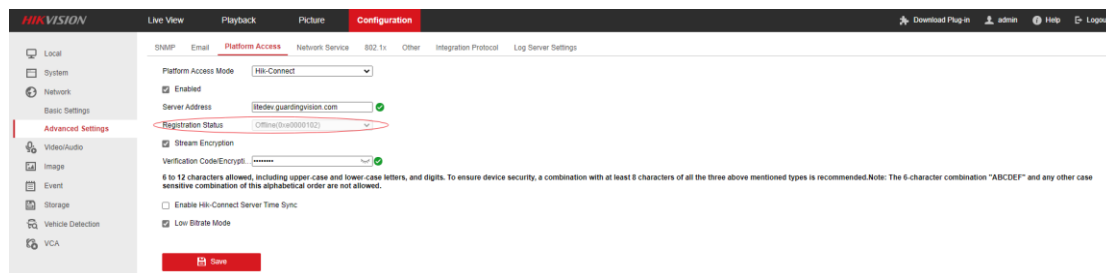 HIKVISION Live View Playback Picture Configuration Download Plug-in admin Help Logou
Local
System
Network
Basic Settings
Advanced Settings
Video/Audio
Image
Event
Storage
Vehicle Detection
VCA
SNMP Email Platform Access Network Service 802.1x Other Integration Protocol Log Server Settings
Platform Access Mode Hik-Connect
Enabled
Server Address litedev.guardingvision.com
Registration Status Offline(0xe0000102)
Stream Encryption
Verification Code/Encrypti... ••••••••
6 to 12 characters allowed, including upper-case and lower-case letters, and digits. To ensure device security, a combination with at least 8 characters of all the three above mentioned types is recommended.Note: The 6-character combination "ABCDEF" and any other case
sensitive combination of this alphabetical order are not allowed.
Enable Hik-Connect Server Time Sync
Low Bitrate Mode
Save